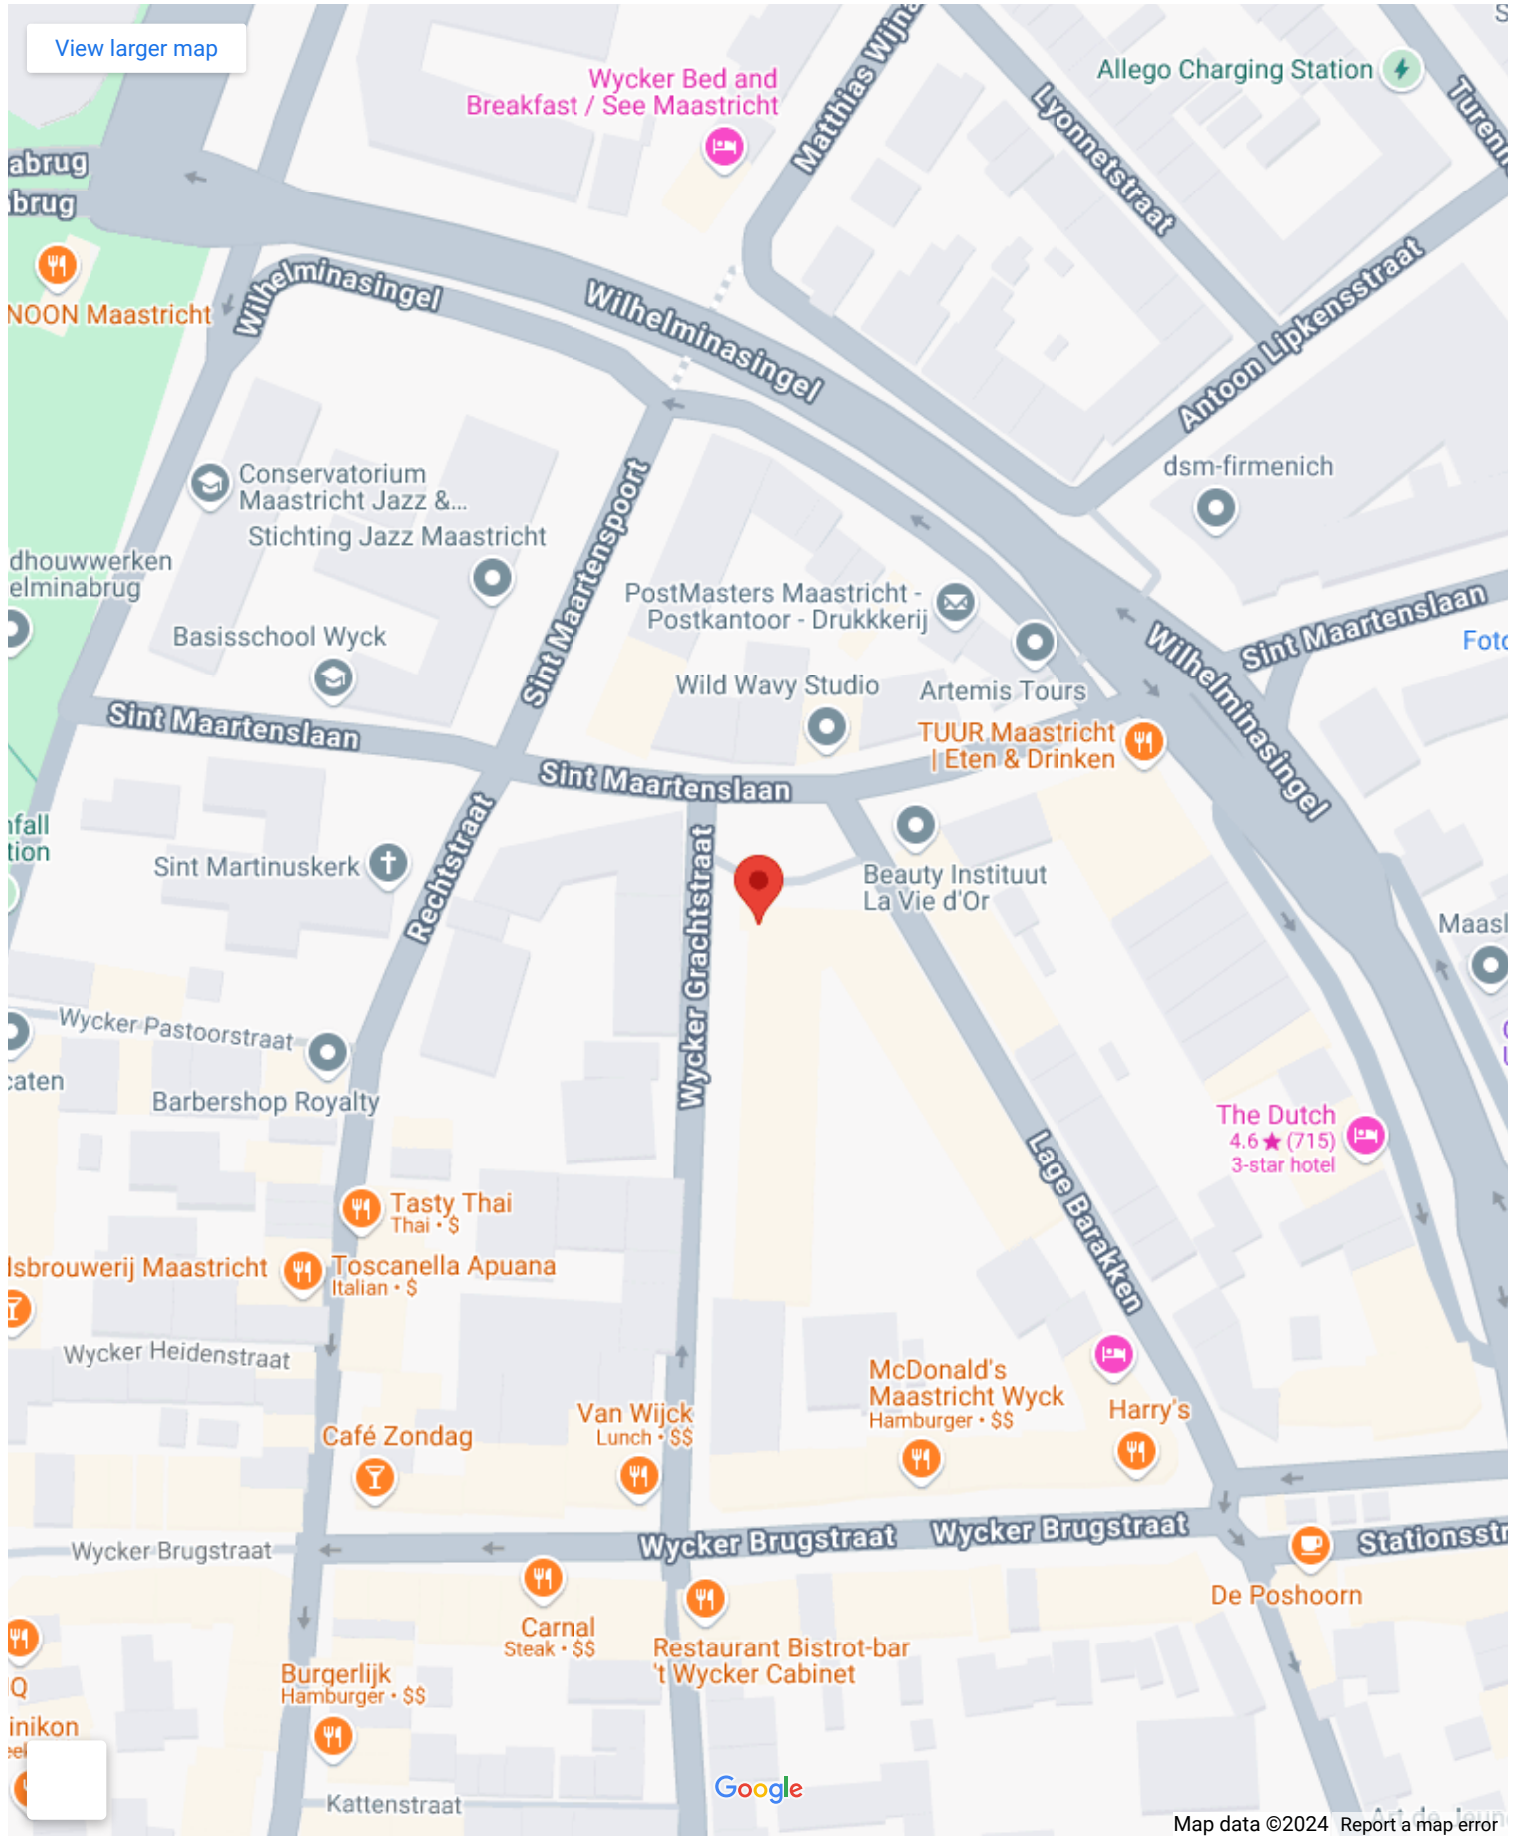 View larger map
Wycker Bed and
Breakfast / See Maastricht
Matthias Wijna
Allego Charging Station
Lyonnetstraat
abrug
Wilhelminasingel
Wilhelminasingel
NOON Maastricht
Antoon Lipkensstraat
Conservatorium
Maastricht Jazz &...
dsm-firmenich
Stichting Jazz Maastricht
Sint Maartenspoort
dhouwwerken
elminabrug
PostMasters Maastricht -
Postkantoor - Drukkkerij
Sint Maartenslaan
Basisschool Wyck
Wilhelminasingel
Wild Wavy Studio
Artemis Tours
Sint Maartenslaan
TUUR Maastricht
| Eten & Drinken
Sint Maartenslaan
Sint Martinuskerk
Rechtstraat
Wycker Grachtstraat
Beauty Instituut
La Vie d'Or
Wycker Pastoorstraat
caten
Barbershop Royalty
The Dutch
4.6★(715)
3-star hotel
Lage Barakken
Tasty Thai
Thai • $
lsbrouwerij Maastricht
Toscanella Apuana
Italian • $
Wycker Heidenstraat
McDonald's
Maastricht Wyck
Hamburger • $$
Van Wijck
Lunch • $$
Harry's
Café Zondag
Wycker Brugstraat
Wycker Brugstraat
Wycker Brugstraat
Stationsstr
De Poshoorn
Carnal
Steak • $$
Restaurant Bistrot-bar
't Wycker Cabinet
Burgerlijk
Hamburger • $$
inikon
Google
Kattenstraat
Map data ©2024
Report a map error